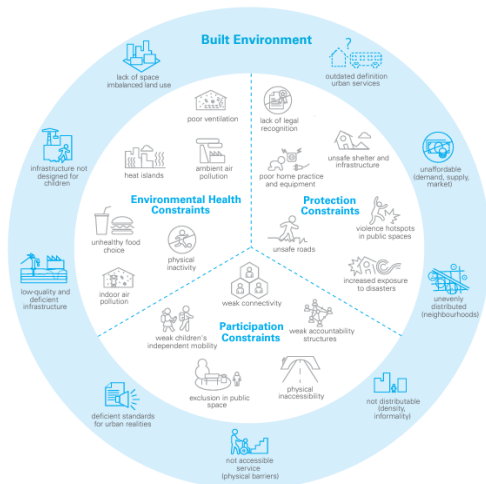 Built Environment
?
lack of space
imbalanced land use
outdated definition
urban services
poor ventilation
lack of legal
recognition
infrastructure not
designed for
children
heat islands
ambient air
pollution
poor home practice
and equipment
unsafe shelter and
infrastructure
unaffordable
(demand, supply,
market)
Environmental Health
Constraints
Protection
Constraints
unhealthy food
choice
physical
inactivity
unsafe roads
violence hotspots
in public spaces
low-quality and
deficient
infrastructure
indoor air
pollution
weak connectivity
increased exposure
to disasters
unevenly
distributed
(neighbourhoods)
Participation
Constraints
weak children's
independent mobility
weak accountability
structures
exclusion in public
space
physical
inaccessibility
deficient standards
for urban realities
not distributable
(density,
informality)
not accessible
service
(physical barriers)